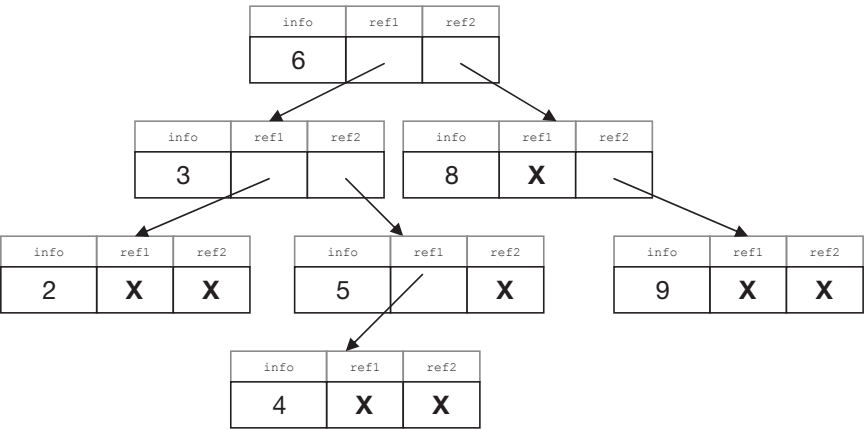 info ref1 ref2
6
info ref1 ref2 info ref1 ref2
3 8 X
info ref1 ref2 info ref1 ref2 info ref1 ref2
2 X X 5 X 9 X X
info ref1 ref2
4 X X